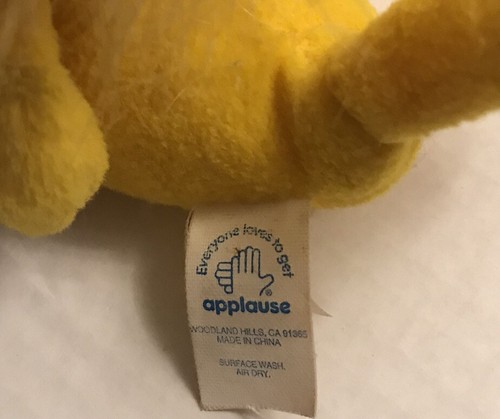 Everyone loves to get
®
applause
WOODLAND HILLS, CA 91365
MADE IN CHINA
SURFACE WASH.
AIR DRY.